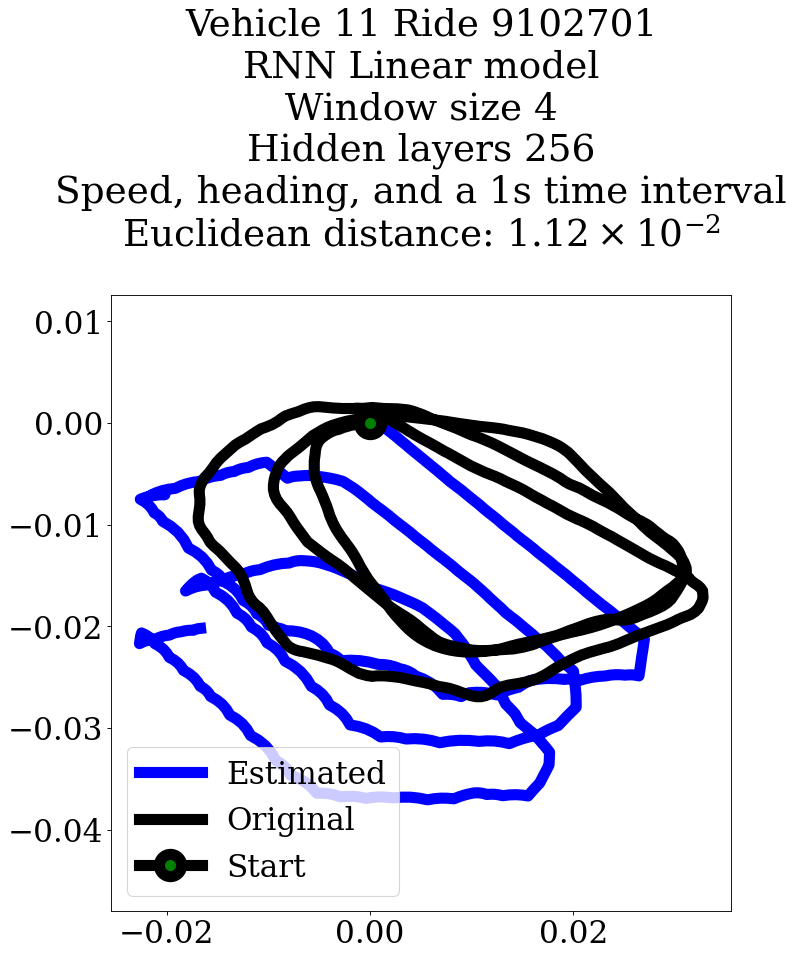 Vehicle 11 Ride 9102701
RNN Linear model
Window size 4
Hidden layers 256
Speed, heading, and a 1s time interval
Euclidean distance: 1.12 × 10⁻²
0.01
0.00
−0.01
−0.02
−0.03
−0.04
Estimated
Original
Start
−0.02
0.00
0.02